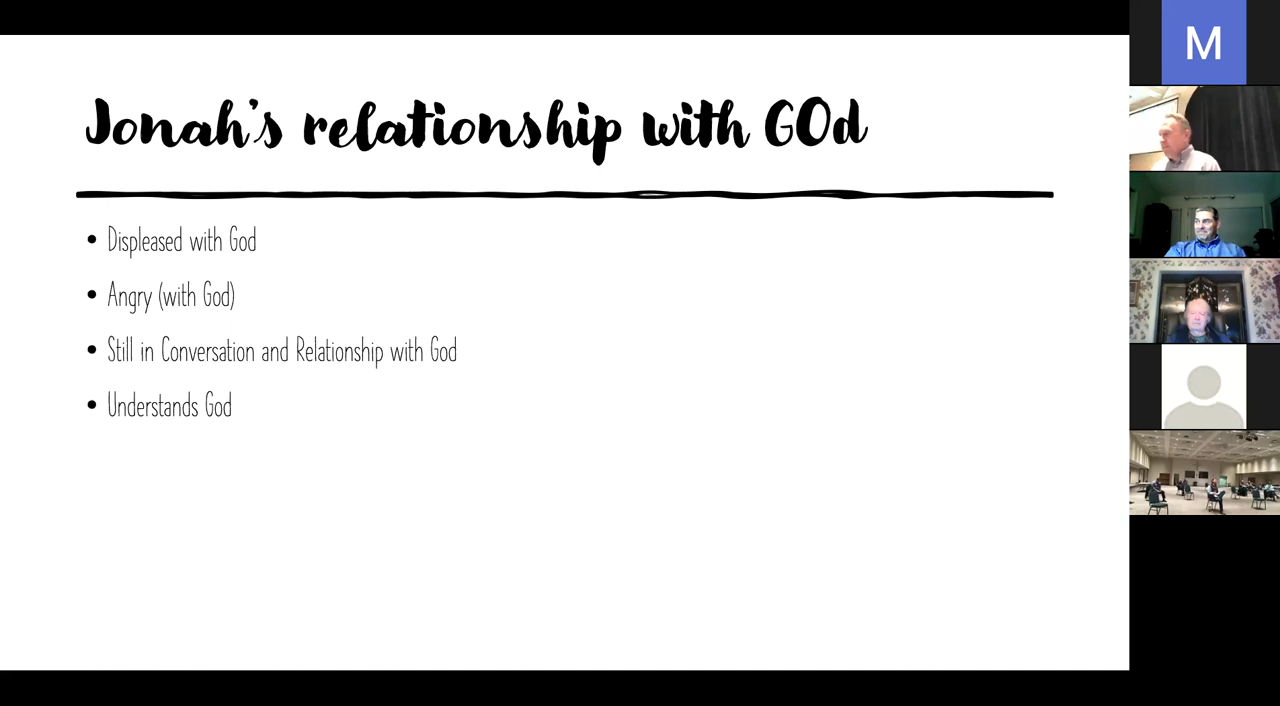 Jonah's relationship with GOd
• Displeased with God
• Angry (with God)
• Still in Conversation and Relationship with God
• Understands God
M